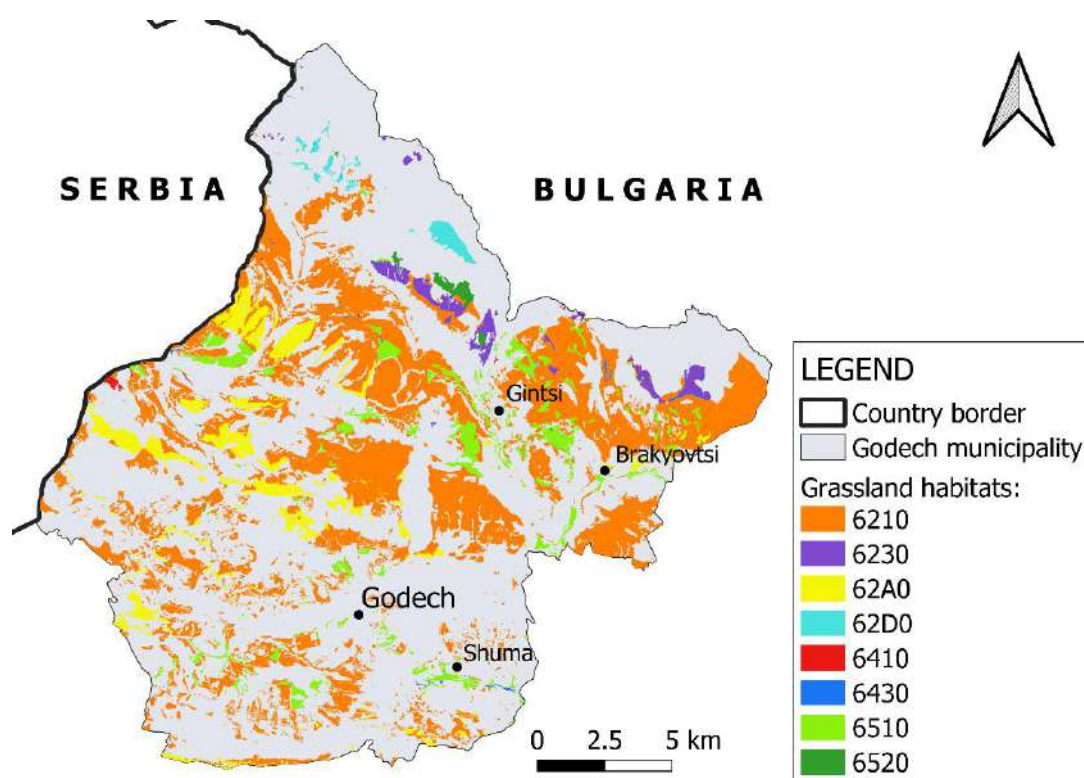 SERBIA
BULGARIA
Gintsi
Brakyovtsi
Godech
Shuma
0 2.5 5 km
LEGEND
Country border
Godech municipality
Grassland habitats:
6210
6230
62A0
62D0
6410
6430
6510
6520